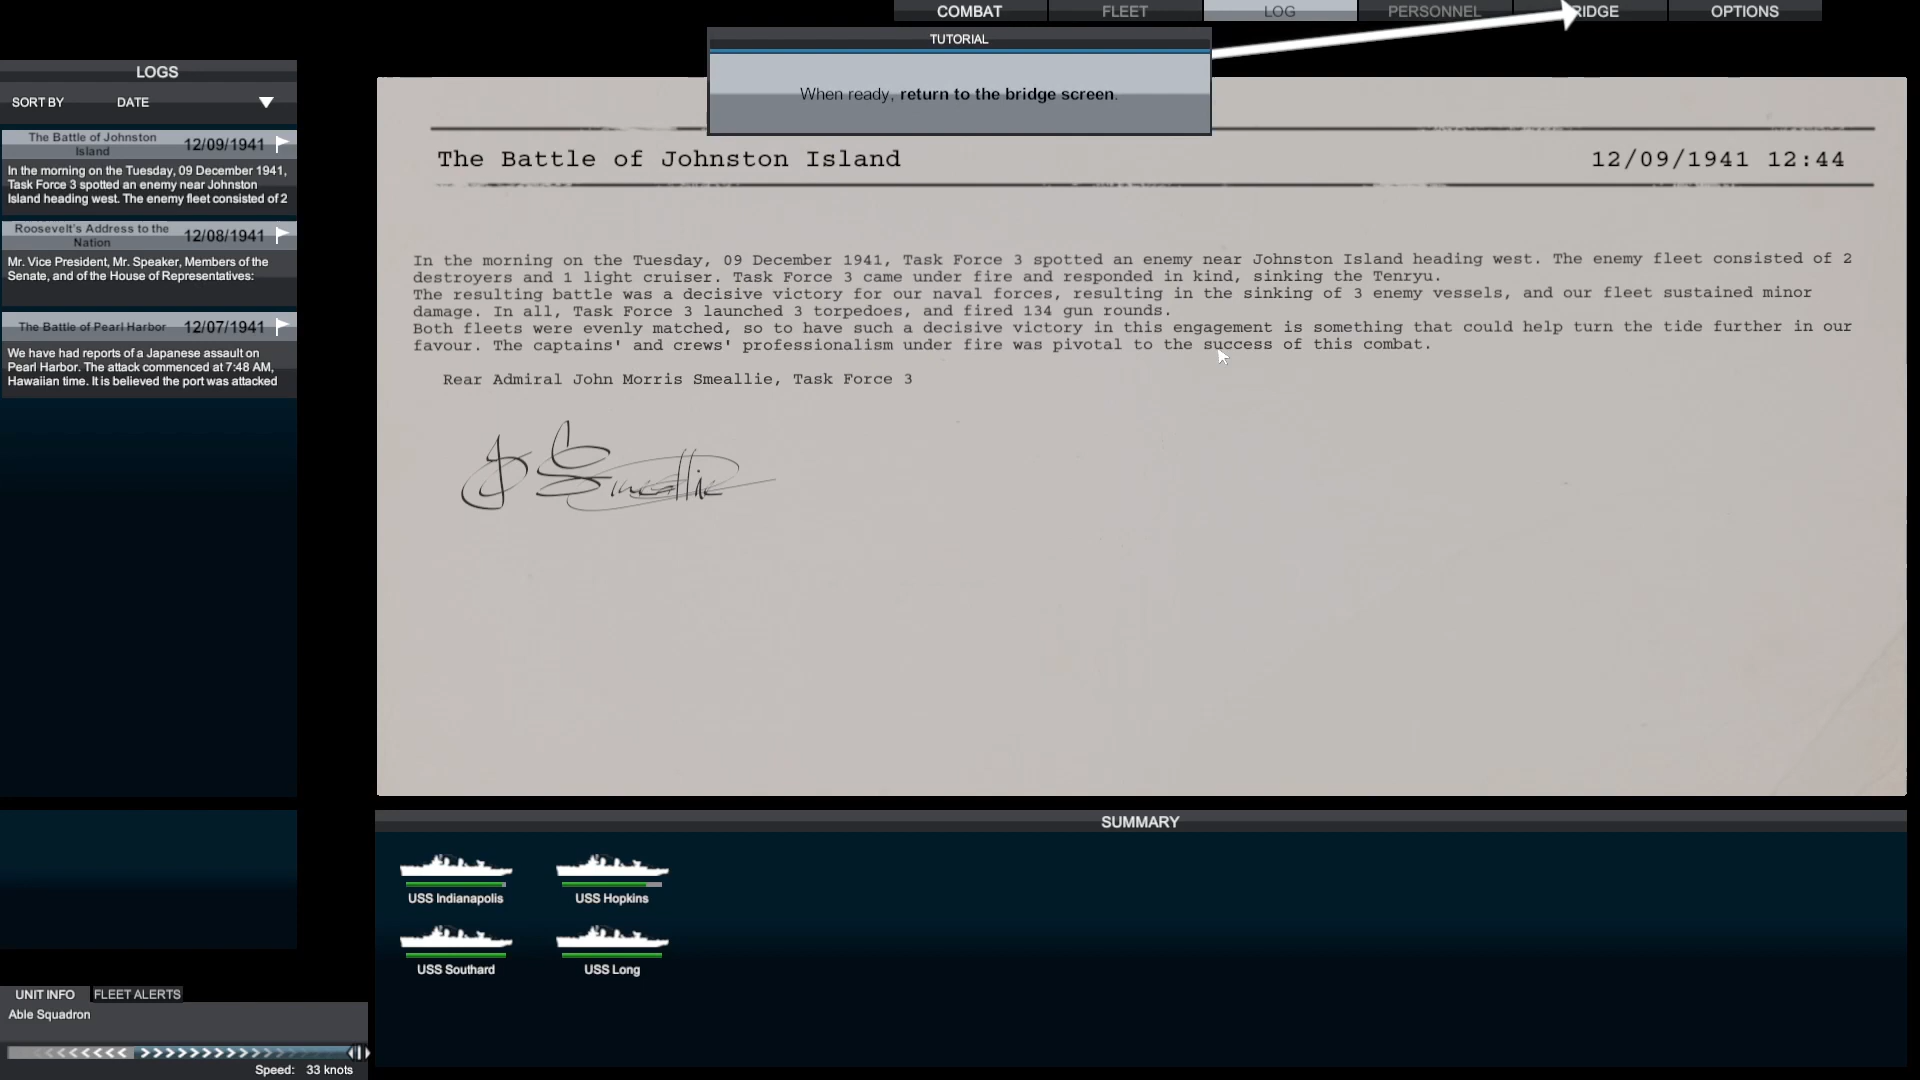 COMBAT
FLEET
LOG
PERSONNEL
RIDGE
OPTIONS
TUTORIAL
When ready, return to the bridge screen.
LOGS
SORT BY DATE
The Battle of Johnston
Island
12/09/1941
In the morning on the Tuesday, 09 December 1941,
Task Force 3 spotted an enemy near Johnston
Island heading west. The enemy fleet consisted of 2
Roosevelt's Address to the
Nation
12/08/1941
Mr. Vice President, Mr. Speaker, Members of the
Senate, and of the House of Representatives:
The Battle of Pearl Harbor
12/07/1941
We have had reports of a Japanese assault on
Pearl Harbor. The attack commenced at 7:48 AM,
Hawaiian time. It is believed the port was attacked
The Battle of Johnston Island
12/09/1941 12:44
In the morning on the Tuesday, 09 December 1941, Task Force 3 spotted an enemy near Johnston Island heading west. The enemy fleet consisted of 2
destroyers and 1 light cruiser. Task Force 3 came under fire and responded in kind, sinking the Tenryu.
The resulting battle was a decisive victory for our naval forces, resulting in the sinking of 3 enemy vessels, and our fleet sustained minor
damage. In all, Task Force 3 launched 3 torpedoes, and fired 134 gun rounds.
Both fleets were evenly matched, so to have such a decisive victory in this engagement is something that could help turn the tide further in our
favour. The captains' and crews' professionalism under fire was pivotal to the success of this combat.
Rear Admiral John Morris Smeallie, Task Force 3
Smeallie
SUMMARY
USS Indianapolis
USS Hopkins
USS Southard
USS Long
UNIT INFO
FLEET ALERTS
Able Squadron
Speed: 33 knots